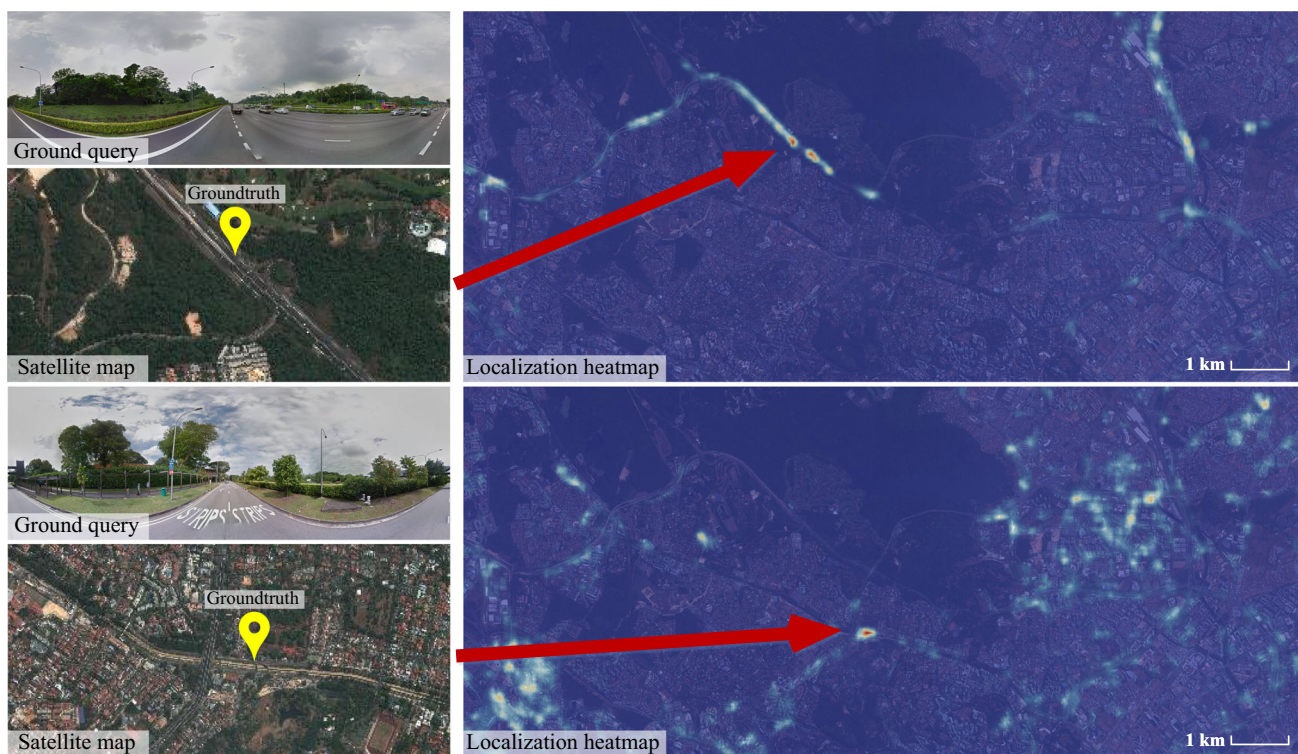 Ground query
Groundtruth
Satellite map
Localization heatmap
1 km
Ground query
STRIPS'STRIPS
Groundtruth
Satellite map
Localization heatmap
1 km